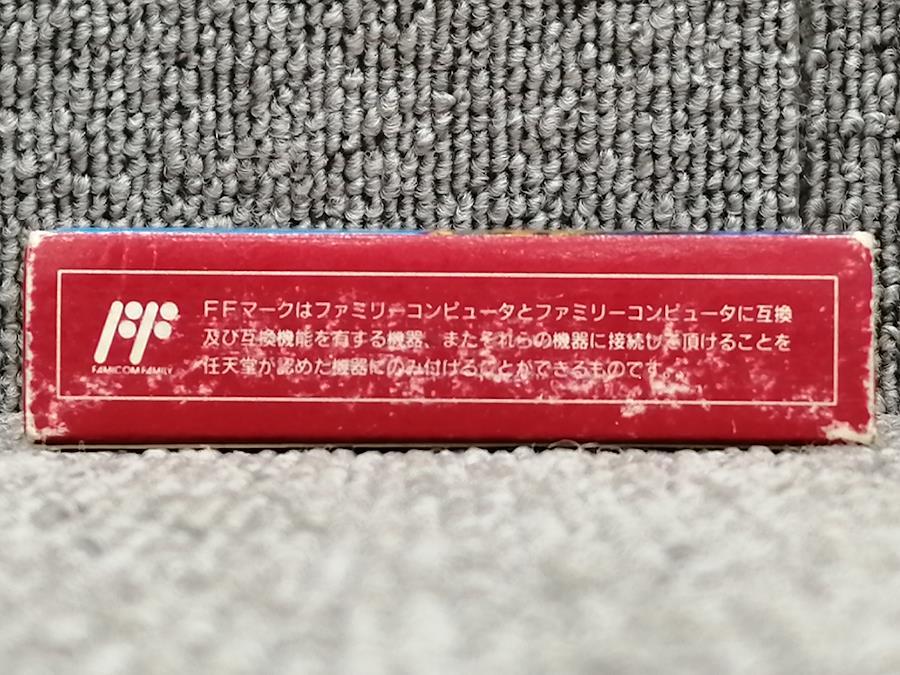 FFマークはファミリーコンピュータとファミリーコンピュータに互換
及び互換機能を有する機器、またそれらの機器に接続しき頂けることを
任天堂が認めた機器にのみ付けることができるものです。
FAMICOM FAMILY